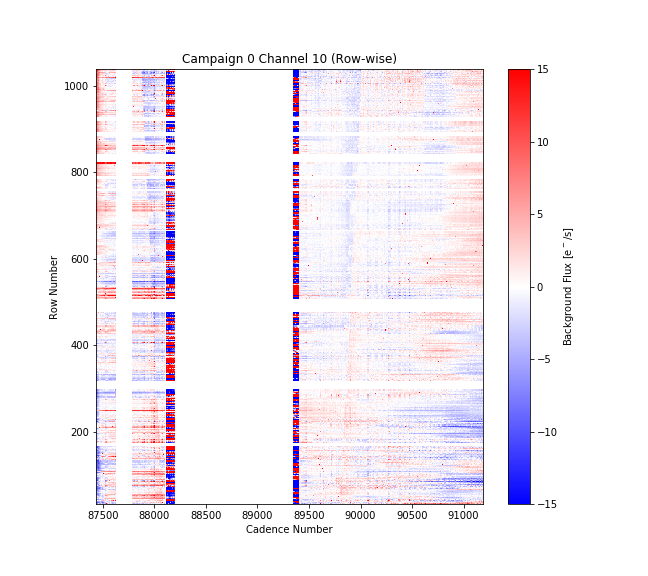 Campaign 0 Channel 10 (Row-wise)
1000
800
600
400
200
Row Number
87500 88000 88500 89000 89500 90000 90500 91000
Cadence Number
15
10
5
0
−5
−10
−15
Background Flux [e⁻/s]